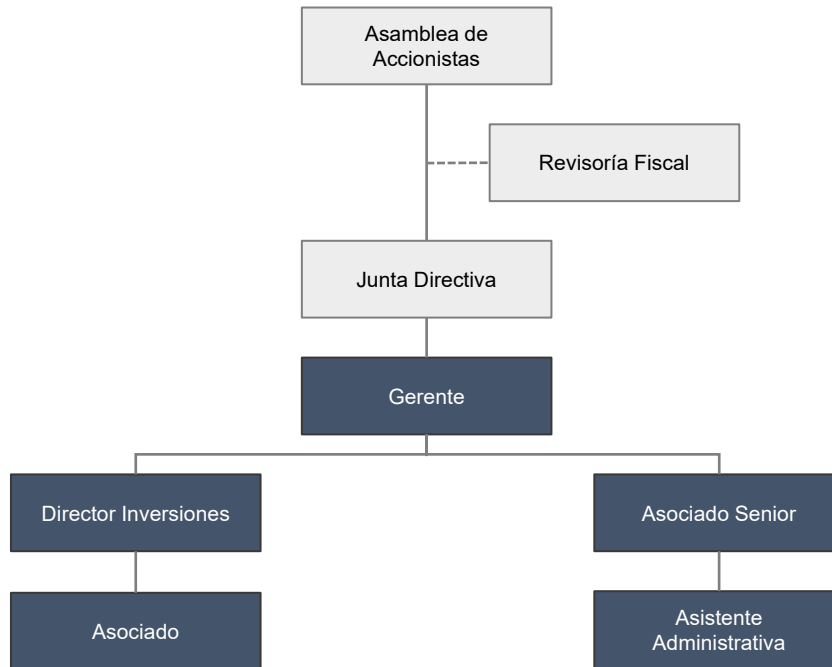 Asamblea de
Accionistas
Revisoría Fiscal
Junta Directiva
Gerente
Director Inversiones
Asociado Senior
Asociado
Asistente
Administrativa